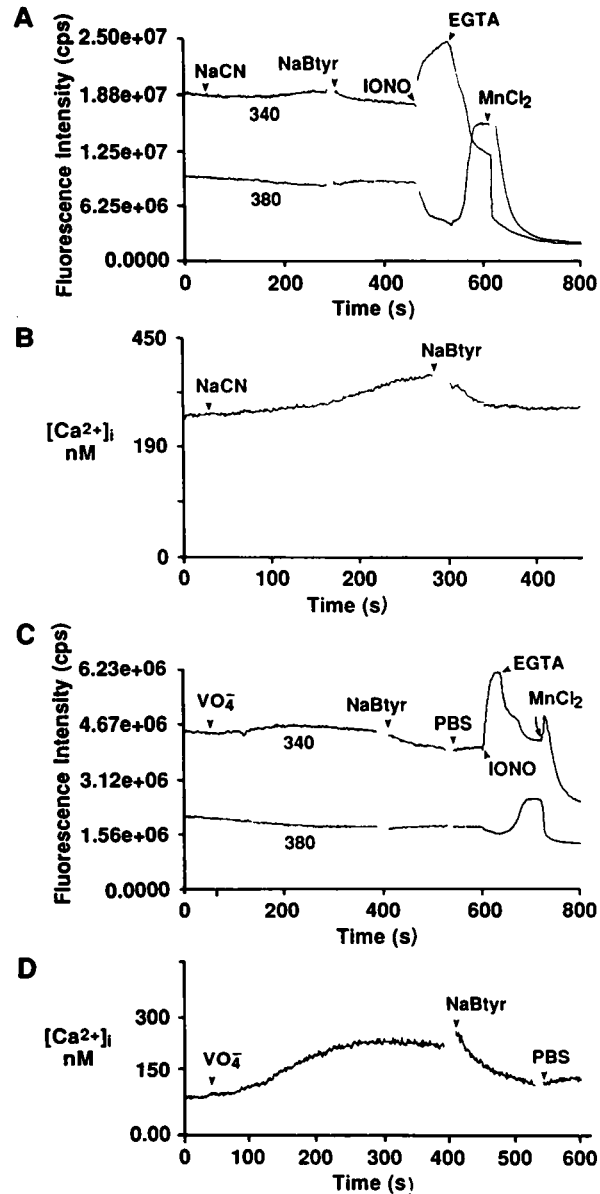 A
Fluorescence Intensity (cps)
2.50e+07
1.88e+07
1.25e+07
6.25e+06
0.0000
NaCN
NaBtyr
IONO
EGTA
MnCl2
340
380
0 200 400 600 800
Time (s)
B
[Ca2+]i
nM
450
190
0
NaCN
NaBtyr
0 100 200 300 400
Time (s)
C
Fluorescence Intensity (cps)
6.23e+06
4.67e+06
3.12e+06
1.56e+06
0.0000
VO4-
NaBtyr
PBS
EGTA
MnCl2
IONO
340
380
0 200 400 600 800
Time (s)
D
[Ca2+]i
nM
300
150
0.00
VO4-
NaBtyr
PBS
0 100 200 300 400 500 600
Time (s)